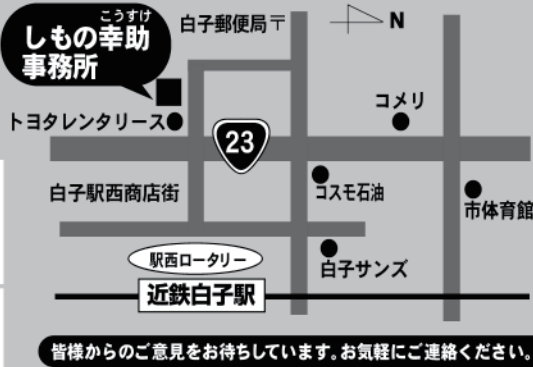 こうすけ
しもの幸助
事務所
白子郵便局〒
N
トヨタレンタリース
コメリ
23
白子駅西商店街
コスモ石油
市体育館
駅西ロータリー
白子サンズ
近鉄白子駅
皆様からのご意見をお待ちしています。お気軽にご連絡ください。